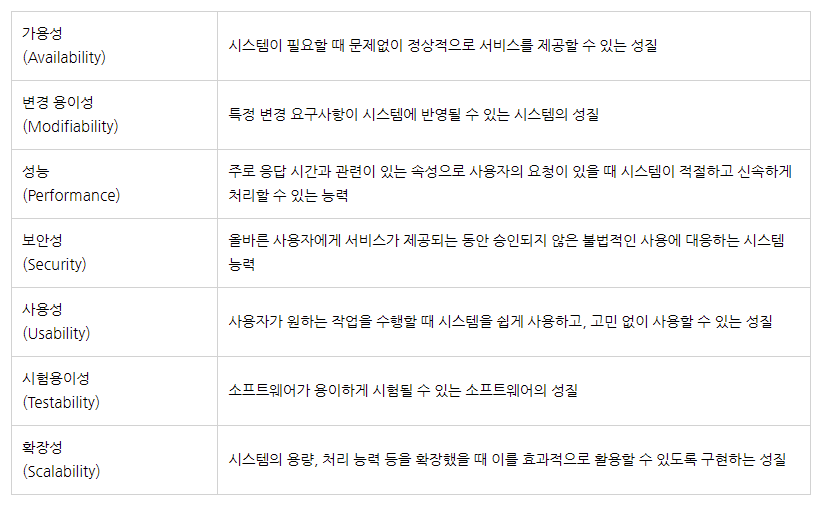 가용성
(Availability)
시스템이 필요할 때 문제없이 정상적으로 서비스를 제공할 수 있는 성질
변경 용이성
(Modifiability)
특정 변경 요구사항이 시스템에 반영될 수 있는 시스템의 성질
성능
(Performance)
주로 응답 시간과 관련이 있는 속성으로 사용자의 요청이 있을 때 시스템이 적절하고 신속하게
처리할 수 있는 능력
보안성
(Security)
올바른 사용자에게 서비스가 제공되는 동안 승인되지 않은 불법적인 사용에 대응하는 시스템
능력
사용성
(Usability)
사용자가 원하는 작업을 수행할 때 시스템을 쉽게 사용하고, 고민 없이 사용할 수 있는 성질
시험용이성
(Testability)
소프트웨어가 용이하게 시험될 수 있는 소프트웨어의 성질
확장성
(Scalability)
시스템의 용량, 처리 능력 등을 확장했을 때 이를 효과적으로 활용할 수 있도록 구현하는 성질